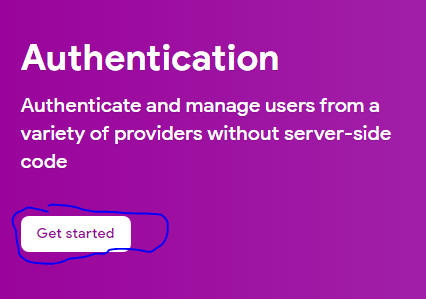 Authentication
Authenticate and manage users from a
variety of providers without server-side
code
Get started